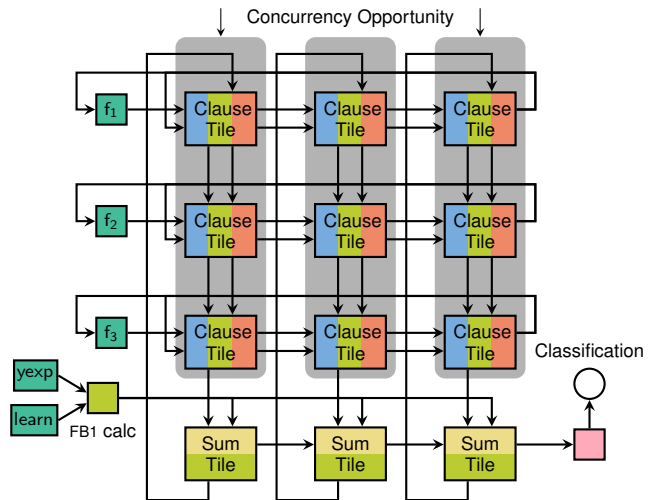 Concurrency Opportunity
f1
Clause
Tile
Clause
Tile
Clause
Tile
f2
Clause
Tile
Clause
Tile
Clause
Tile
f3
Clause
Tile
Clause
Tile
Clause
Tile
Classification
yexp
learn
FB1 calc
Sum
Tile
Sum
Tile
Sum
Tile